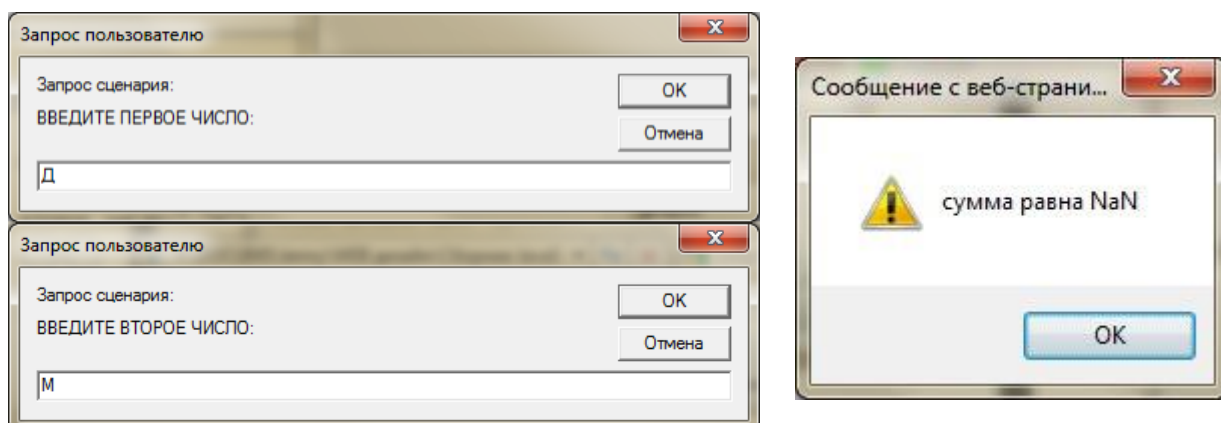 Запрос пользователю
Запрос сценария:
ВВЕДИТЕ ПЕРВОЕ ЧИСЛО:
OK
Отмена
Д
Запрос пользователю
Запрос сценария:
ВВЕДИТЕ ВТОРОЕ ЧИСЛО:
OK
Отмена
М
Сообщение с веб-страни...
сумма равна NaN
OK